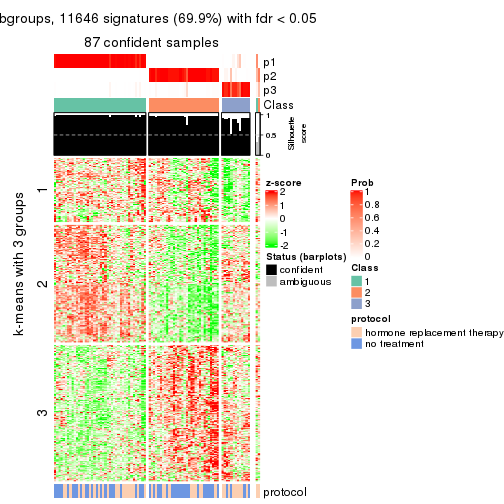 bgroups, 11646 signatures (69.9%) with fdr < 0.05
87 confident samples
p1
p2
p3
Class
1
0.5
0
Silhouette
score
k-means with 3 groups
1
2
3
z-score
2
1
0
-1
-2
Status (barplots)
confident
ambiguous
Prob
1
0.8
0.6
0.4
0.2
0
Class
1
2
3
protocol
hormone replacement therapy
no treatment
protocol